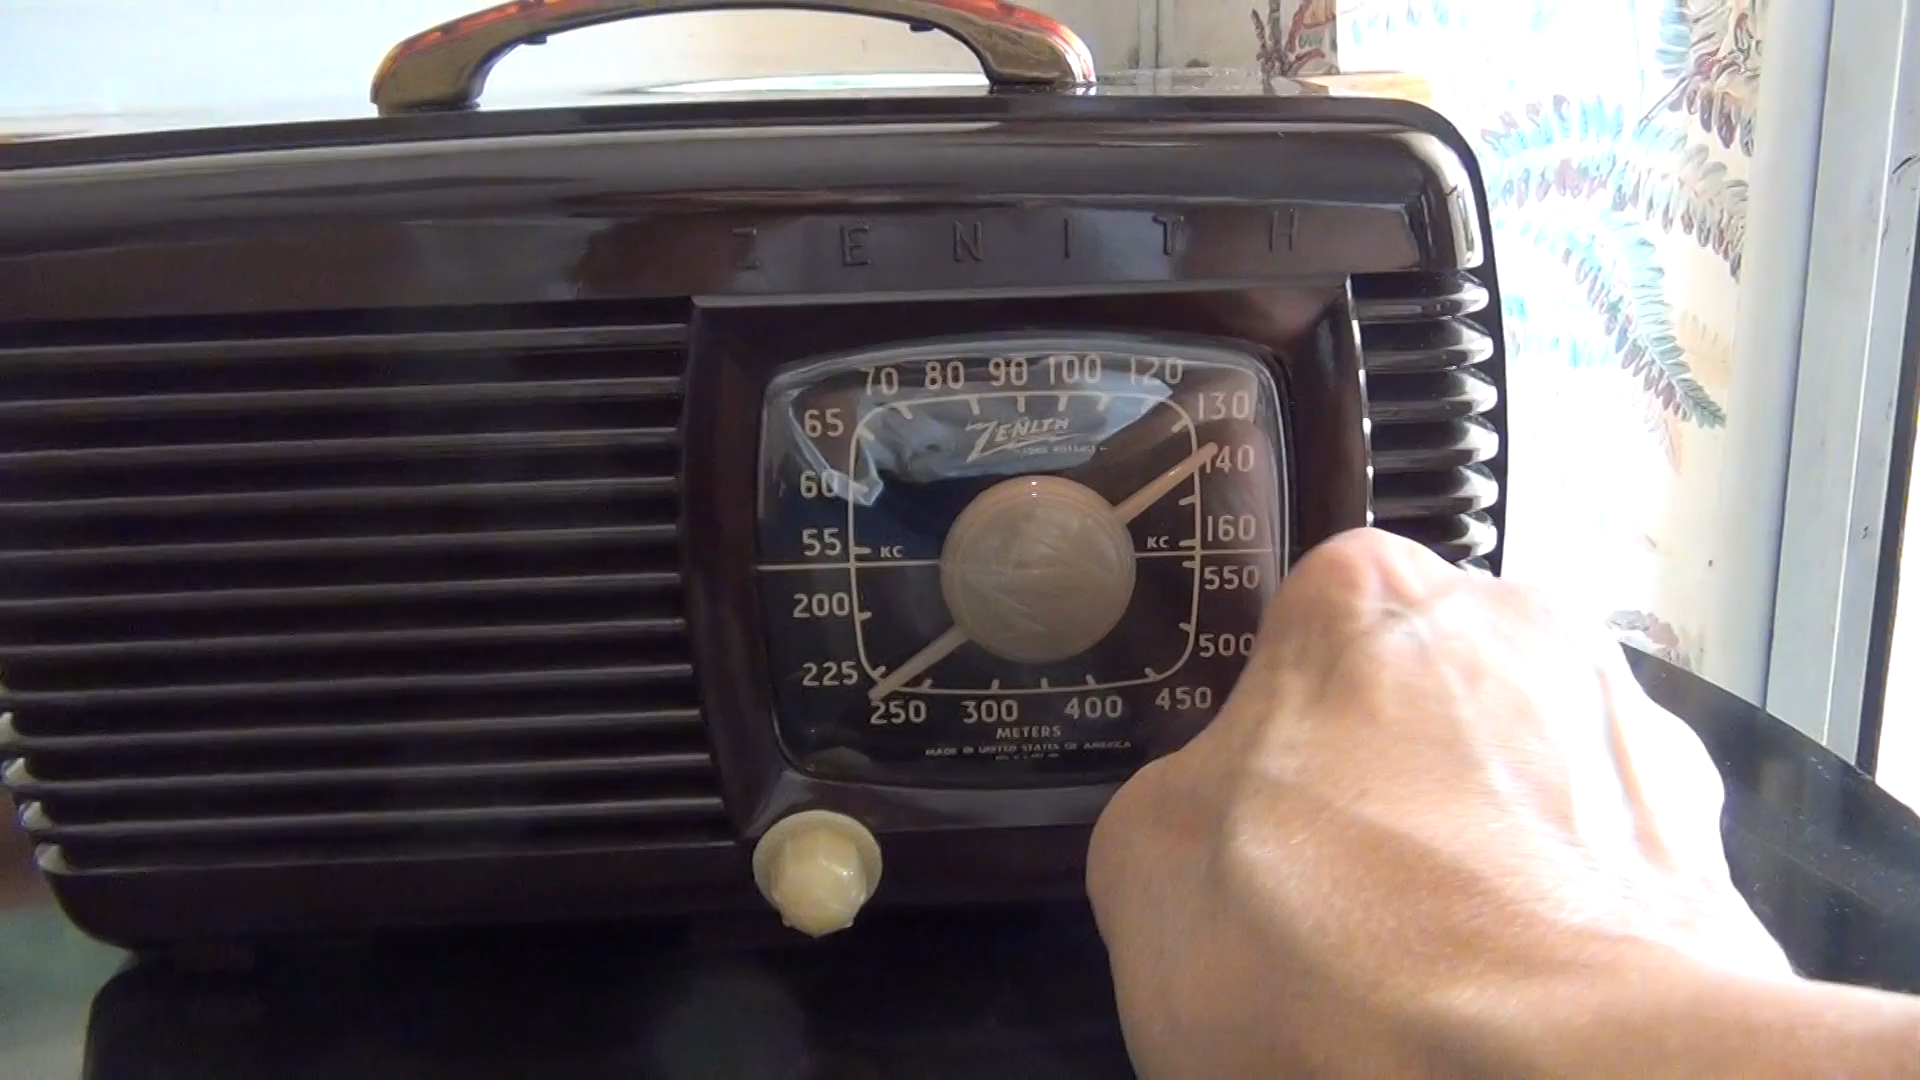 ZENITH
70 80 90 100 120
65 130
ZENITH
60 140
55 KC KC 160
550
200
500
225
250 300 400 450
METERS
MADE IN UNITED STATES OF AMERICA